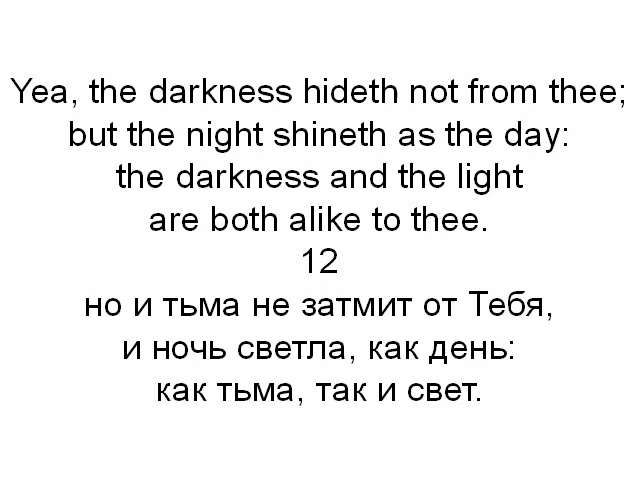 Yea, the darkness hideth not from thee;
but the night shineth as the day:
the darkness and the light
are both alike to thee.
12
но и тьма не затмит от Тебя,
и ночь светла, как день:
как тьма, так и свет.